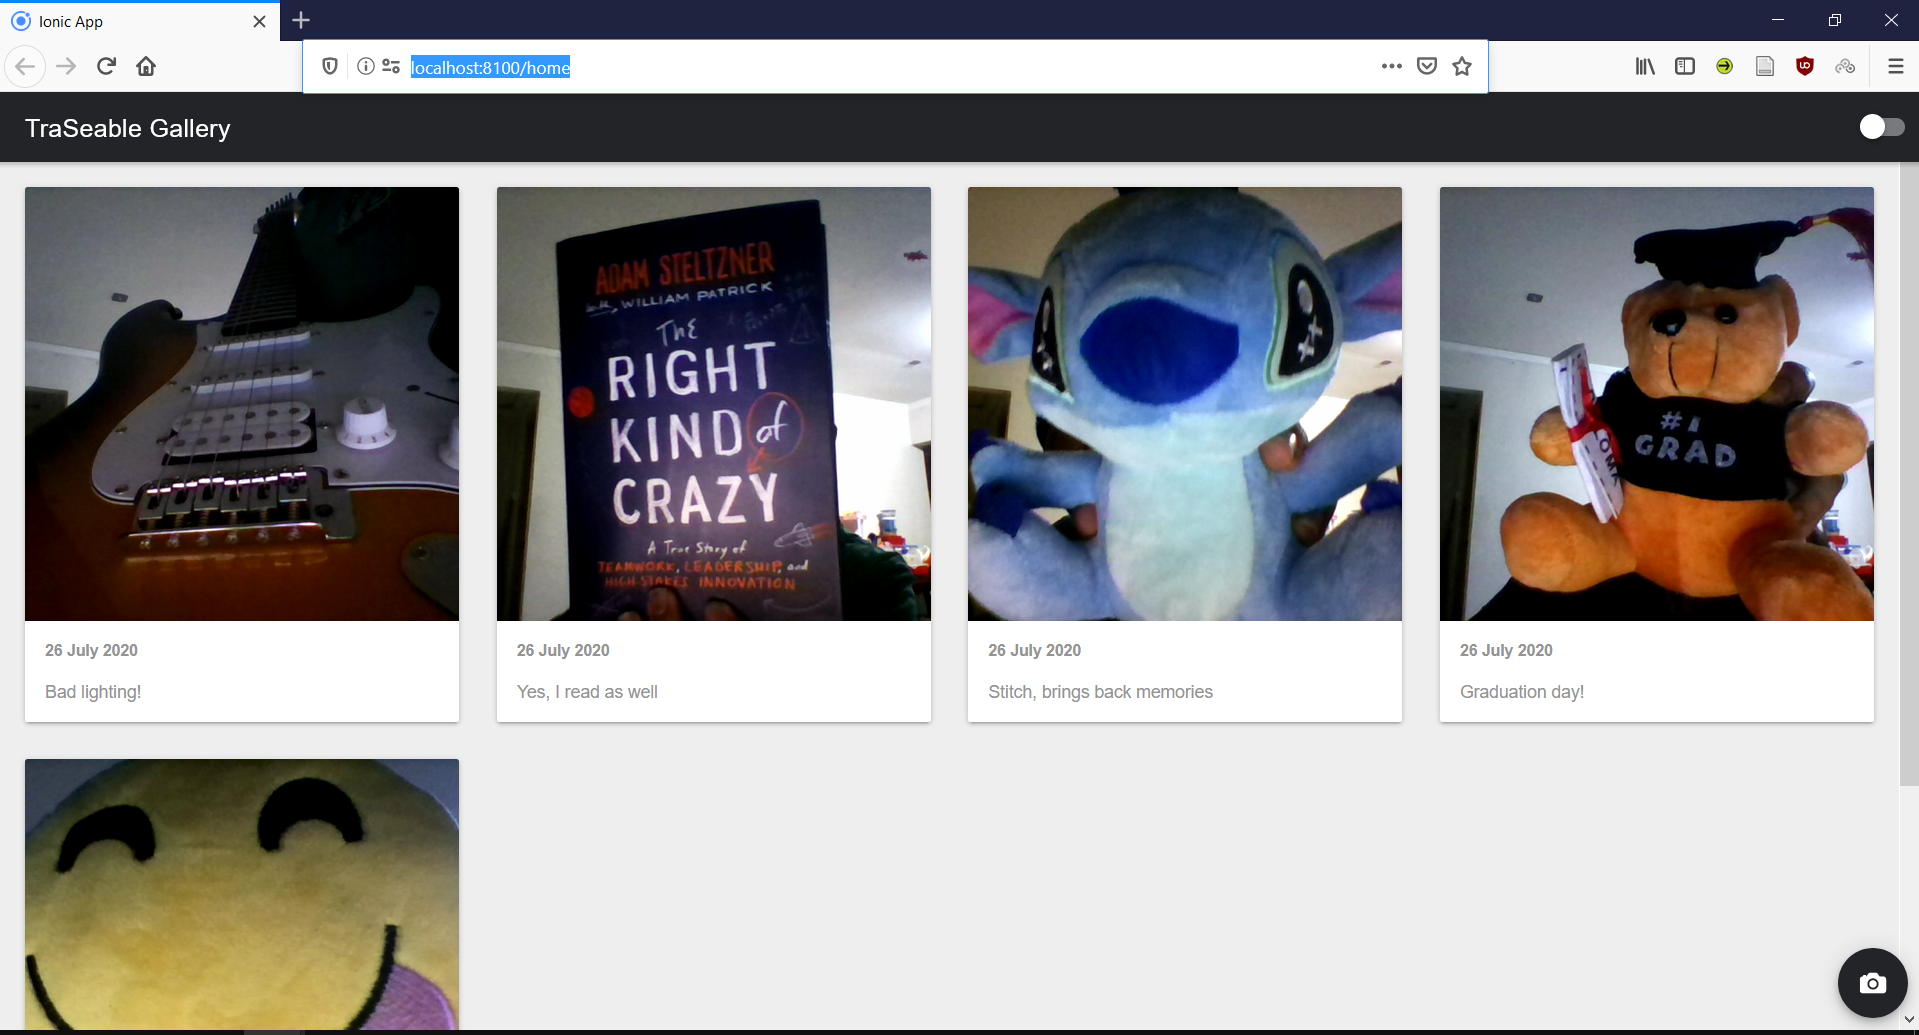 Ionic App
localhost:8100/home
TraSeable Gallery
ADAM STELTZNER
WILLIAM PATRICK
The
RIGHT
KIND of
CRAZY
A True Story of
TEAMWORK, LEADERSHIP, and
HIGH-STAKES INNOVATION
#1
GRAD
26 July 2020
Bad lighting!
26 July 2020
Yes, I read as well
26 July 2020
Stitch, brings back memories
26 July 2020
Graduation day!